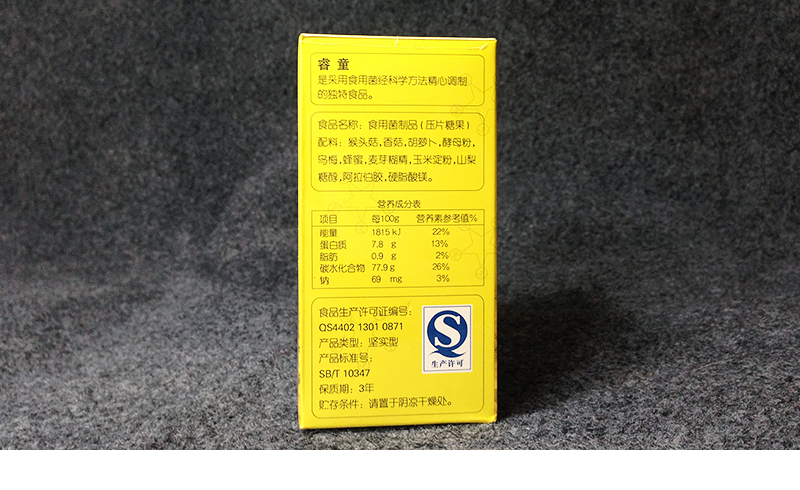 睿童
是采用食用菌经科学方法精心调制
的独特食品。
食品名称：食用菌制品（压片糖果）
配料：猴头菇，香菇，胡萝卜，酵母粉，
乌梅，蜂蜜，麦芽糊精，玉米淀粉，山梨
糖醇，阿拉伯胶，硬脂酸镁。
营养成分表
项目 每100g 营养素参考值%
能量 1815 kJ 22%
蛋白质 7.8 g 13%
脂肪 0.9 g 2%
碳水化合物 77.9 g 26%
钠 69 mg 3%
食品生产许可证编号：
QS4402 1301 0871
产品类型：坚实型
产品标准号：
SB/T 10347
保质期：3年
贮存条件：请置于阴凉干燥处。
QS
生产许可